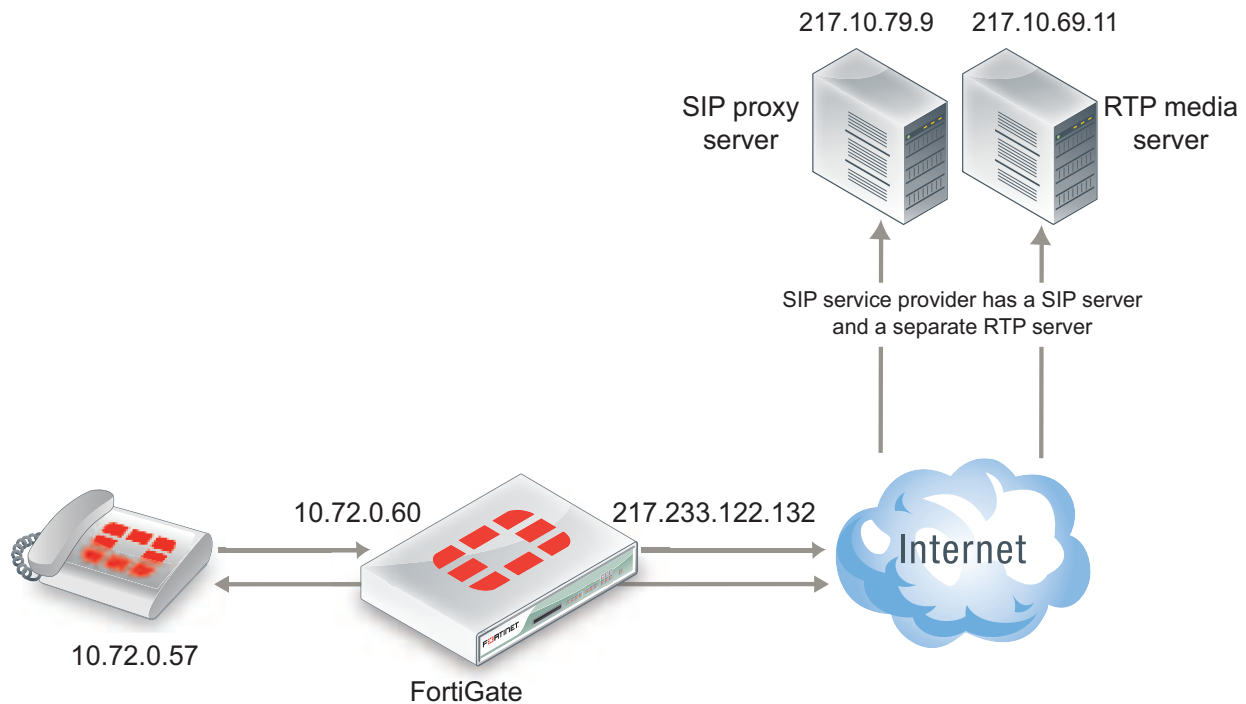 217.10.79.9
217.10.69.11
SIP proxy
server
RTP media
server
SIP service provider has a SIP server
and a separate RTP server
10.72.0.60
217.233.122.132
Internet
FORTINET
10.72.0.57
FortiGate